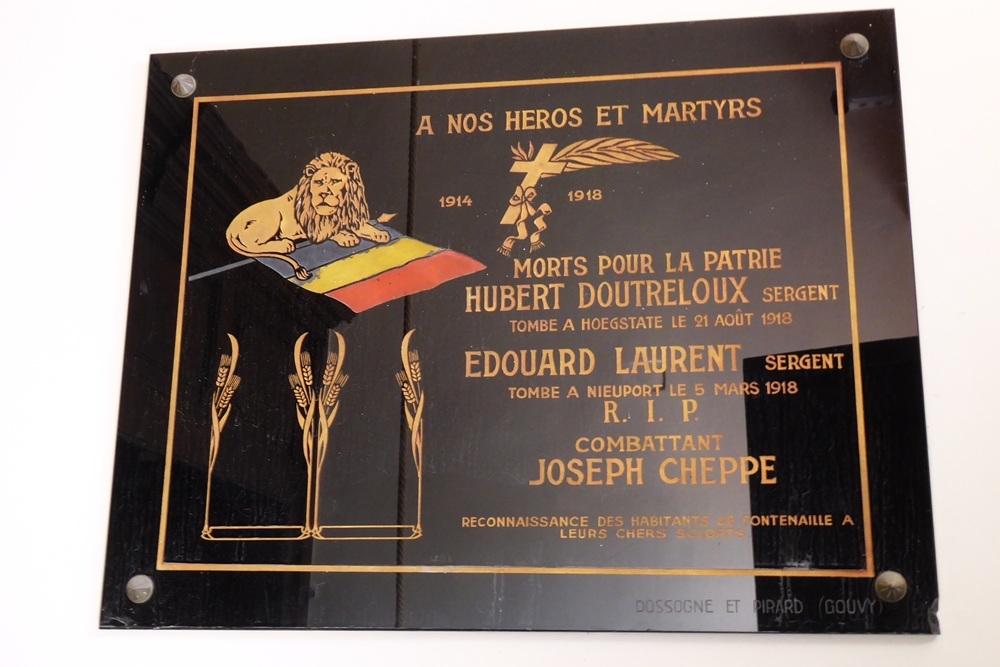 A NOS HEROS ET MARTYRS
1914 1918
MORTS POUR LA PATRIE
HUBERT DOUTRELOUX SERGENT
TOMBE A HOEGSTATE LE 21 AOÛT 1918
EDOUARD LAURENT SERGENT
TOMBE A NIEUPORT LE 5 MARS 1918
R. I. P.
COMBATTANT
JOSEPH CHEPPE
RECONNAISSANCE DES HABITANTS DE FONTENAILLE A
LEURS CHERS SOLDATS
DOSSOGNE ET PIRARD (GOUVY)